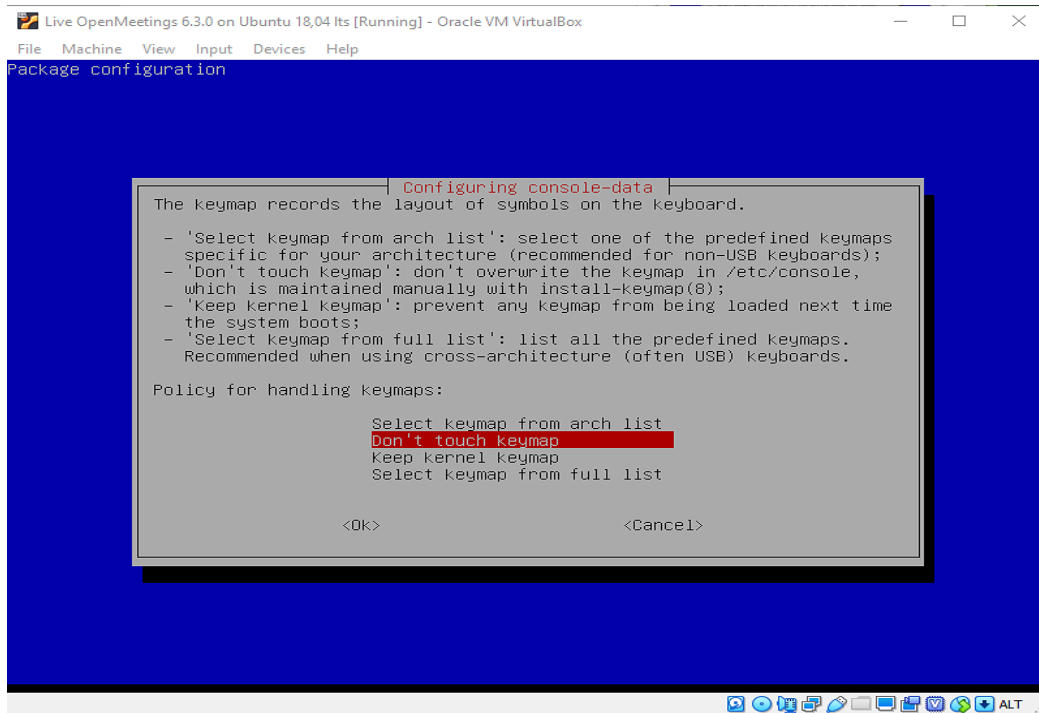 Live OpenMeetings 6.3.0 on Ubuntu 18,04 lts [Running] - Oracle VM VirtualBox
File Machine View Input Devices Help
Package configuration
Configuring console-data
The keymap records the layout of symbols on the keyboard.
- 'Select keymap from arch list': select one of the predefined keymaps
specific for your architecture (recommended for non-USB keyboards);
- 'Don't touch keymap': don't overwrite the keymap in /etc/console,
which is maintained manually with install-keymap(8);
- 'Keep kernel keymap': prevent any keymap from being loaded next time
the system boots;
- 'Select keymap from full list': list all the predefined keymaps.
Recommended when using cross-architecture (often USB) keyboards.
Policy for handling keymaps:
Select keymap from arch list
Don't touch keymap
Keep kernel keymap
Select keymap from full list
<Ok> <Cancel>
ALT